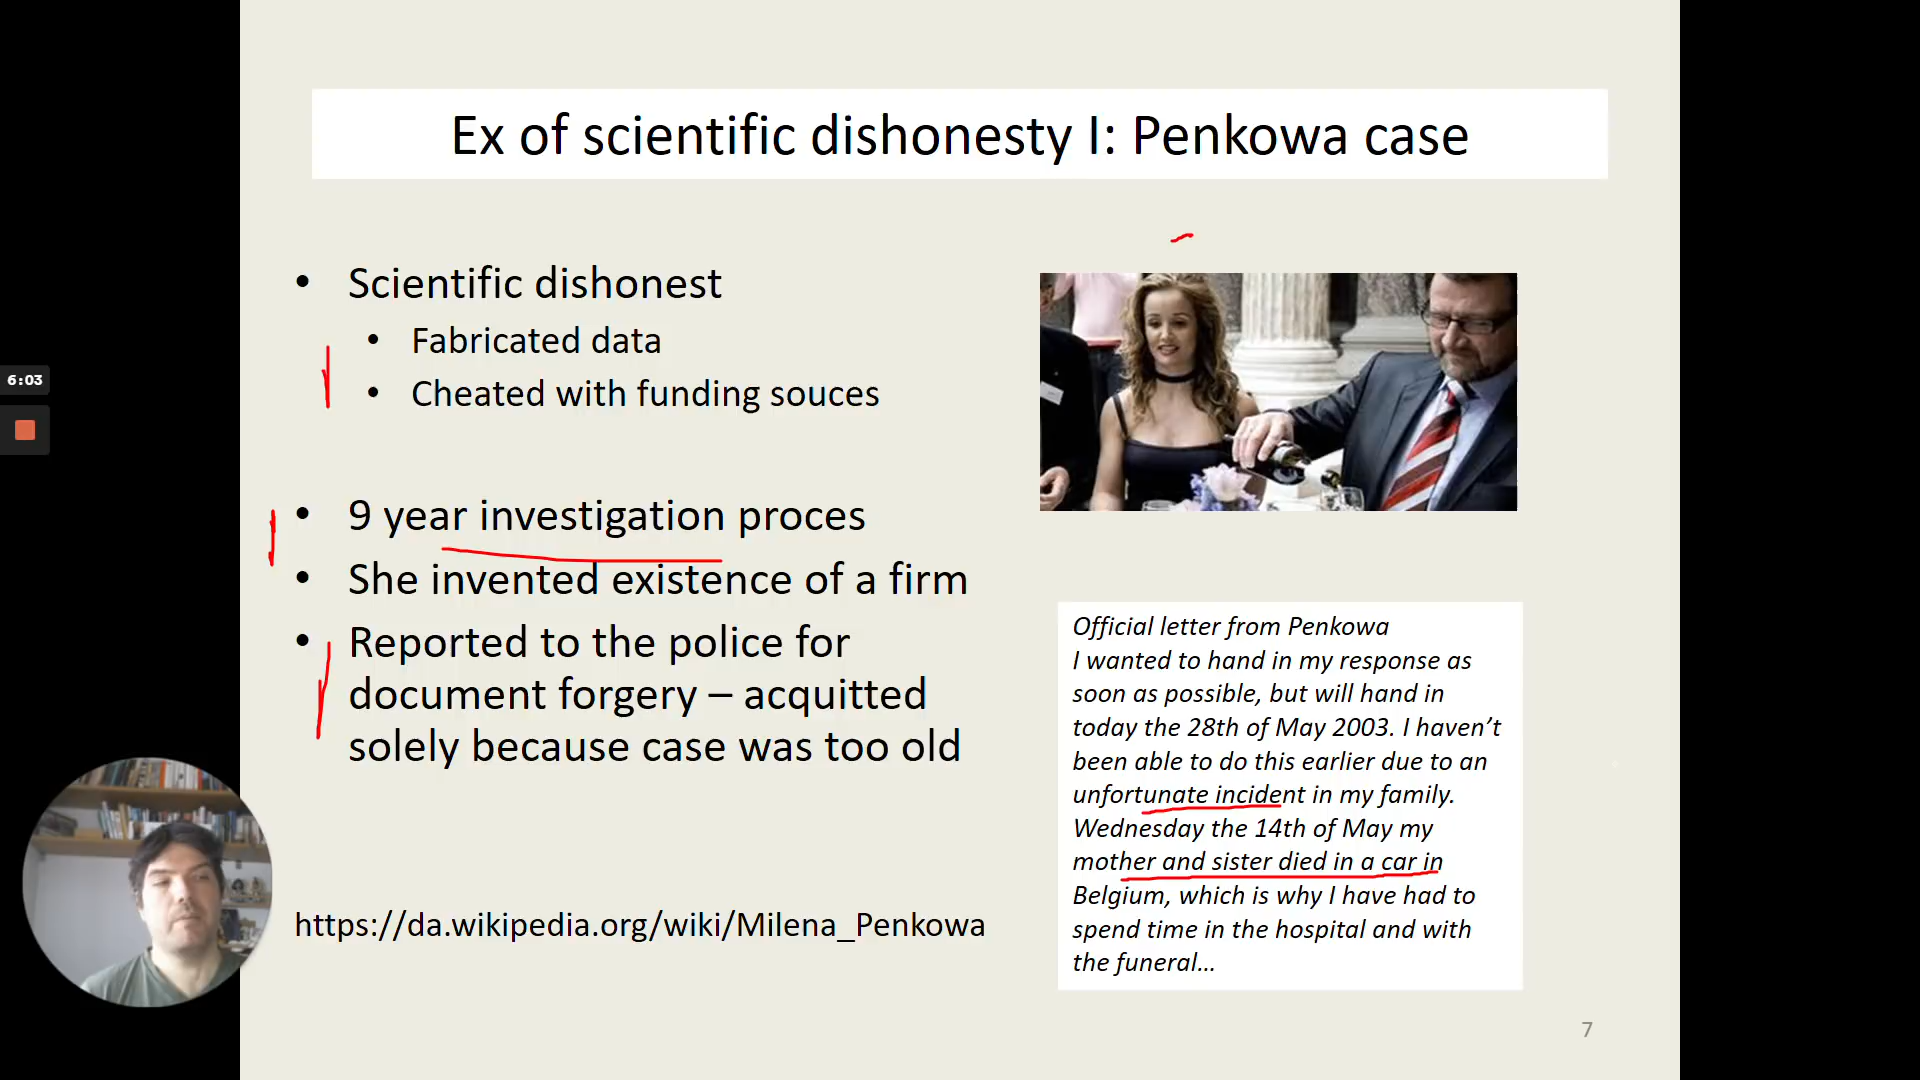 Ex of scientific dishonesty I: Penkowa case
• Scientific dishonest
• Fabricated data
• Cheated with funding souces
• 9 year investigation proces
• She invented existence of a firm
• Reported to the police for
document forgery – acquitted
solely because case was too old
https://da.wikipedia.org/wiki/Milena_Penkowa
Official letter from Penkowa
I wanted to hand in my response as
soon as possible, but will hand in
today the 28th of May 2003. I haven’t
been able to do this earlier due to an
unfortunate incident in my family.
Wednesday the 14th of May my
mother and sister died in a car in
Belgium, which is why I have had to
spend time in the hospital and with
the funeral...
7
6:03